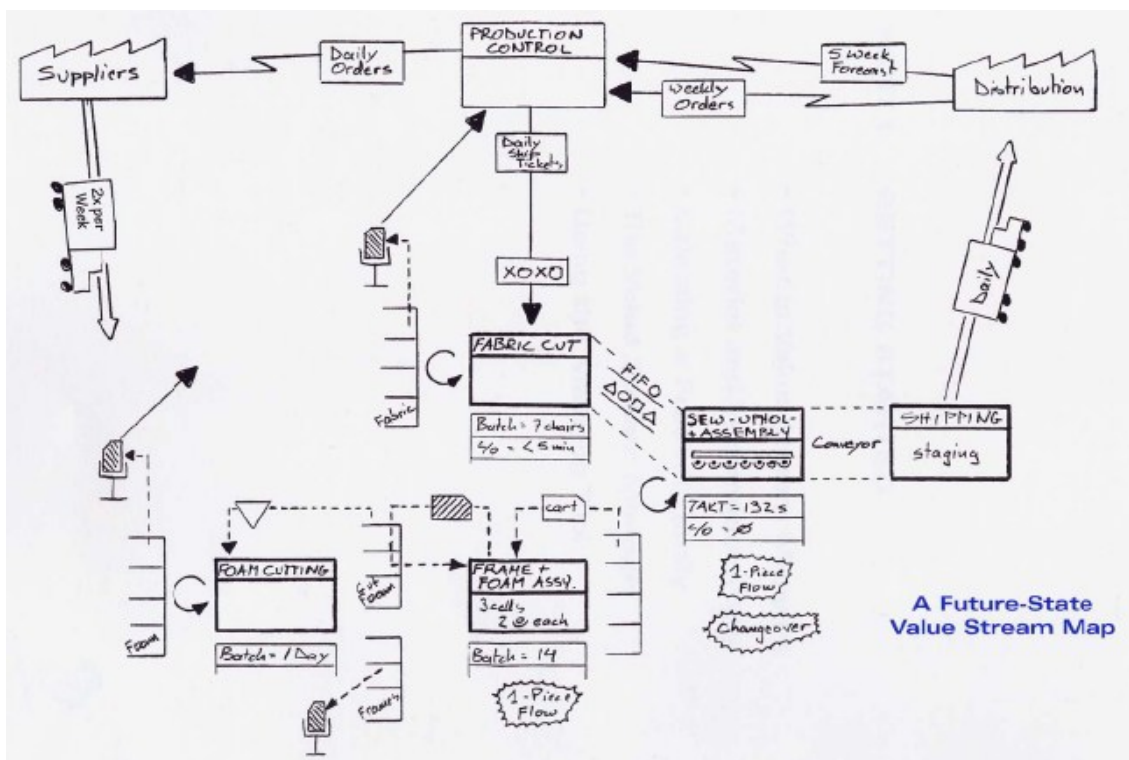 Suppliers
Daily
Orders
PRODUCTION
CONTROL
5 Week
Forecast
Weekly
Orders
Distribution
Daily
Ship
Tickets
2x per
Week
XOXO
Daily
FABRIC CUT
Batch = 7 chairs
c/o = < 5 min
Fabric
FIFO
SEW-UPHOL-
+ ASSEMBLY
TAKT = 132 s
c/o = Ø
1-Piece
Flow
Changeover
Conveyor
SHIPPING
staging
Foam
FOAM CUTTING
Batch = 1 Day
Cut
Foam
Frames
cart
FRAME +
FOAM ASSY.
3 cells
2 @ each
Batch = 14
1-Piece
Flow
A Future-State
Value Stream Map